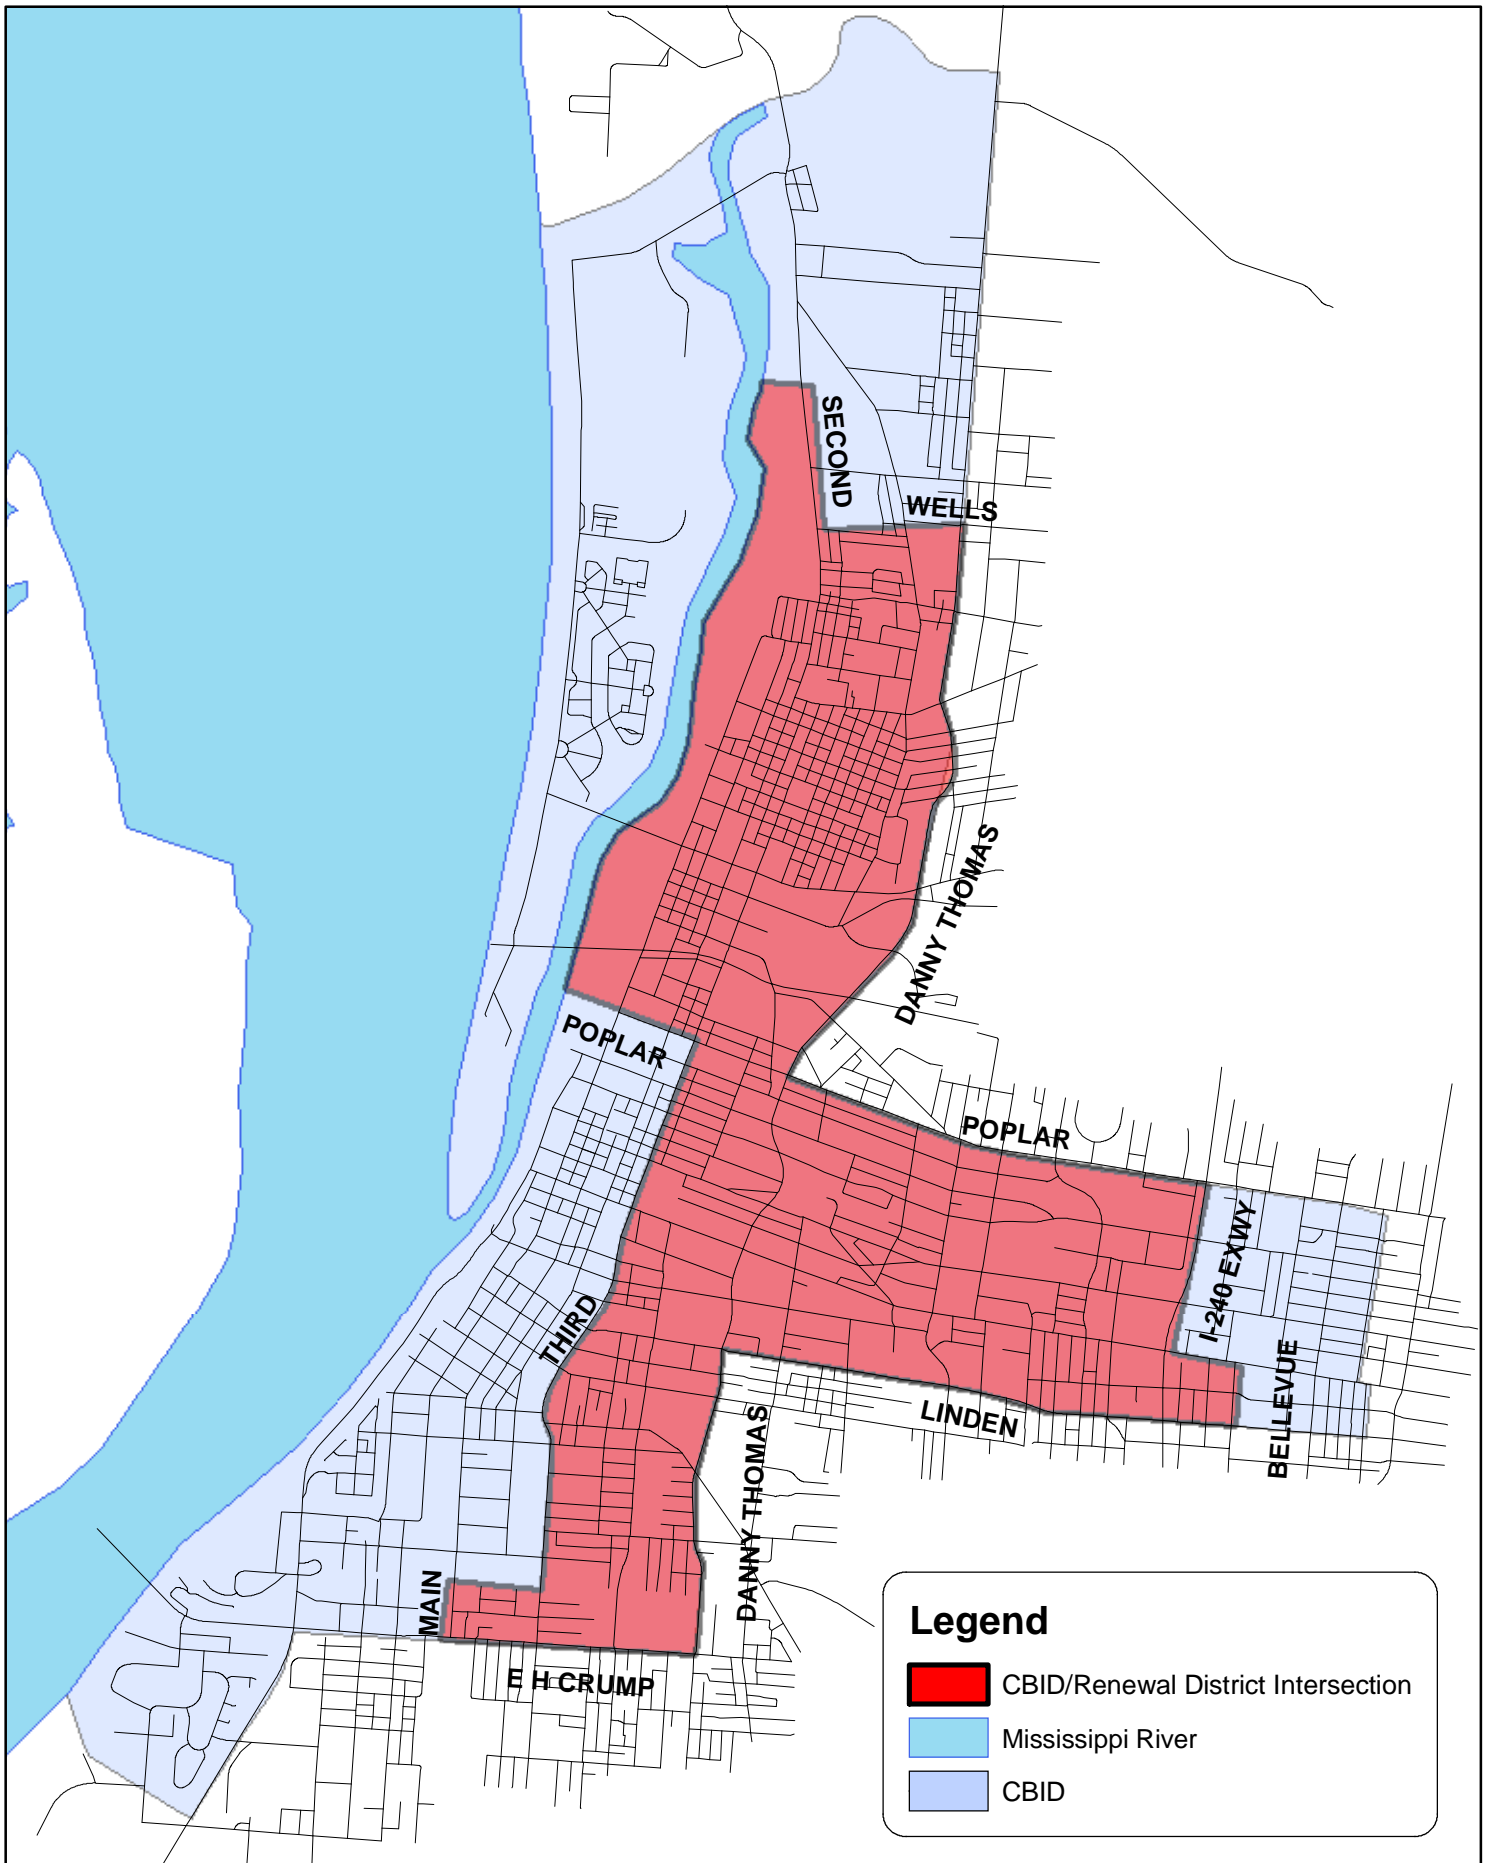 SECOND
WELLS
DANNY THOMAS
POPLAR
POPLAR
I-240 EXWY
THIRD
BELLEVUE
LINDEN
DANNY THOMAS
MAIN
E H CRUMP
Legend
CBID/Renewal District Intersection
Mississippi River
CBID